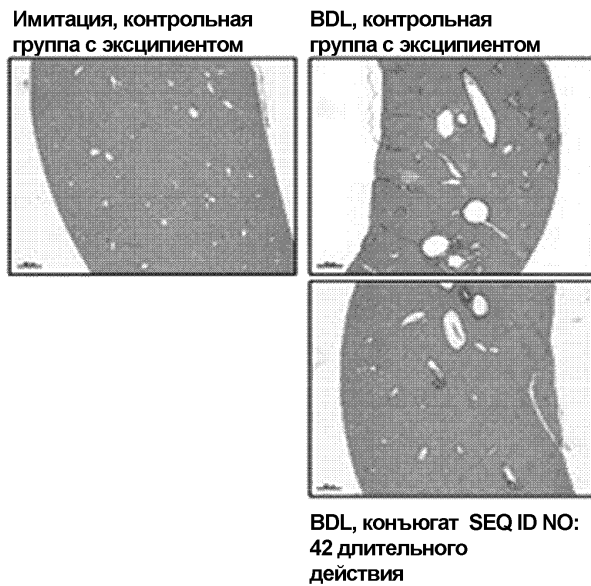 Имитация, контрольная
группа с эксципиентом
BDL, контрольная
группа с эксципиентом
BDL, конъюгат SEQ ID NO:
42 длительного
действия